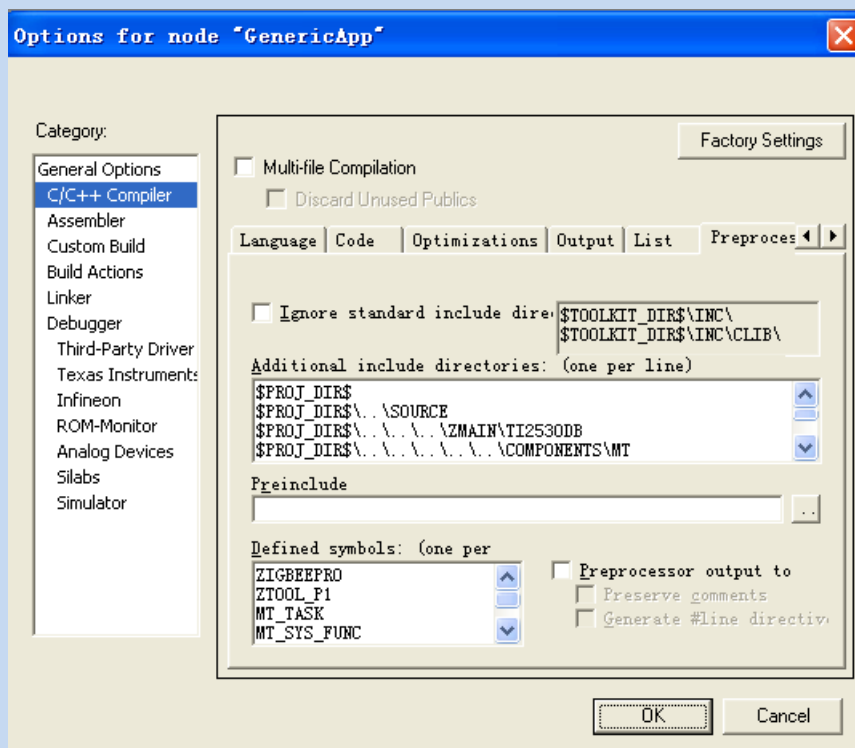 Options for node "GenericApp"
Category:
General Options
C/C++ Compiler
Assembler
Custom Build
Build Actions
Linker
Debugger
Third-Party Driver
Texas Instruments
Infineon
ROM-Monitor
Analog Devices
Silabs
Simulator
Factory Settings
Multi-file Compilation
Discard Unused Publics
Language Code Optimizations Output List Preproces
Ignore standard include dire
$TOOLKIT_DIR$\INC\
$TOOLKIT_DIR$\INC\CLIB\
Additional include directories: (one per line)
$PROJ_DIR$
$PROJ_DIR$\..\SOURCE
$PROJ_DIR$\..\..\..\ZMAIN\TI2530DB
$PROJ_DIR$\..\..\..\..\..\COMPONENTS\MT
Preinclude
..
Defined symbols: (one per
ZIGBEEPRO
ZTOOL_P1
MT_TASK
MT_SYS_FUNC
Preprocessor output to
Preserve comments
Generate #line directiv
OK Cancel